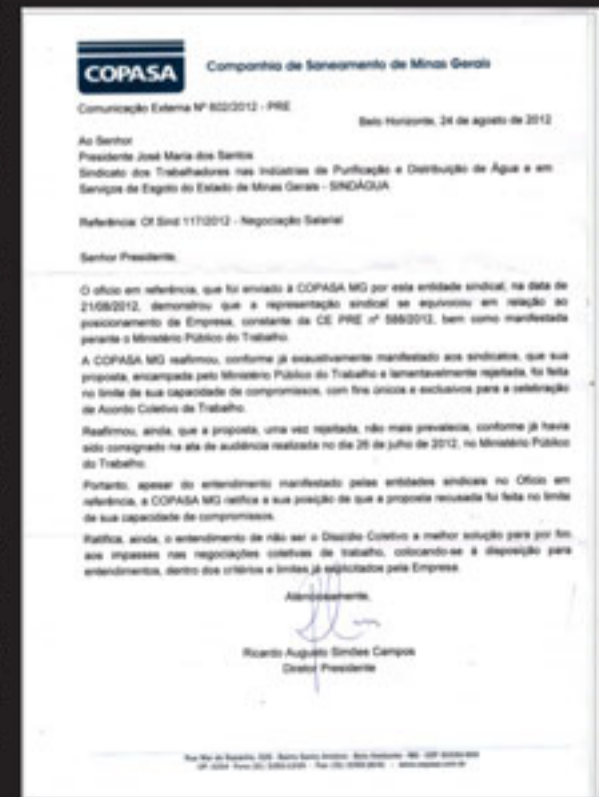 COPASA
Companhia de Saneamento de Minas Gerais
Comunicação Externa Nº 602/2012 - PRE
Belo Horizonte, 24 de agosto de 2012
Ao Senhor
Presidente José Maria dos Santos
Sindicato dos Trabalhadores nas Indústrias de Purificação e Distribuição de Água e em
Serviços de Esgoto do Estado de Minas Gerais - SINDÁGUA
Referência: Of Sind 117/2012 - Negociação Salarial
Senhor Presidente,
O ofício em referência, que foi enviado à COPASA MG por esta entidade sindical, na data de
21/08/2012, demonstrou que a representação sindical se equivocou em relação ao
posicionamento da Empresa, constante da CE PRE nº 588/2012, bem como manifestada
perante o Ministério Público do Trabalho.
A COPASA MG reafirmou, conforme já exaustivamente manifestado aos sindicatos, que sua
proposta, encampada pelo Ministério Público do Trabalho e lamentavelmente rejeitada, foi feita
no limite de sua capacidade de compromissos, com fins únicos e exclusivos para a celebração
de Acordo Coletivo de Trabalho.
Reafirmou, ainda, que a proposta, uma vez rejeitada, não mais prevalecia, conforme já havia
sido consignado na ata de audiência realizada no dia 26 de julho de 2012, no Ministério Público
do Trabalho.
Portanto, apesar do entendimento manifestado pelas entidades sindicais no Ofício em
referência, a COPASA MG ratifica a sua posição de que a proposta recusada foi feita no limite
de sua capacidade de compromissos.
Ratifica, ainda, o entendimento de não ser o Dissídio Coletivo a melhor solução para por fim
aos impasses nas negociações coletivas de trabalho, colocando-se à disposição para
entendimentos, dentro dos critérios e limites já explicitados pela Empresa.
Atenciosamente,
Ricardo Augusto Simões Campos
Diretor Presidente